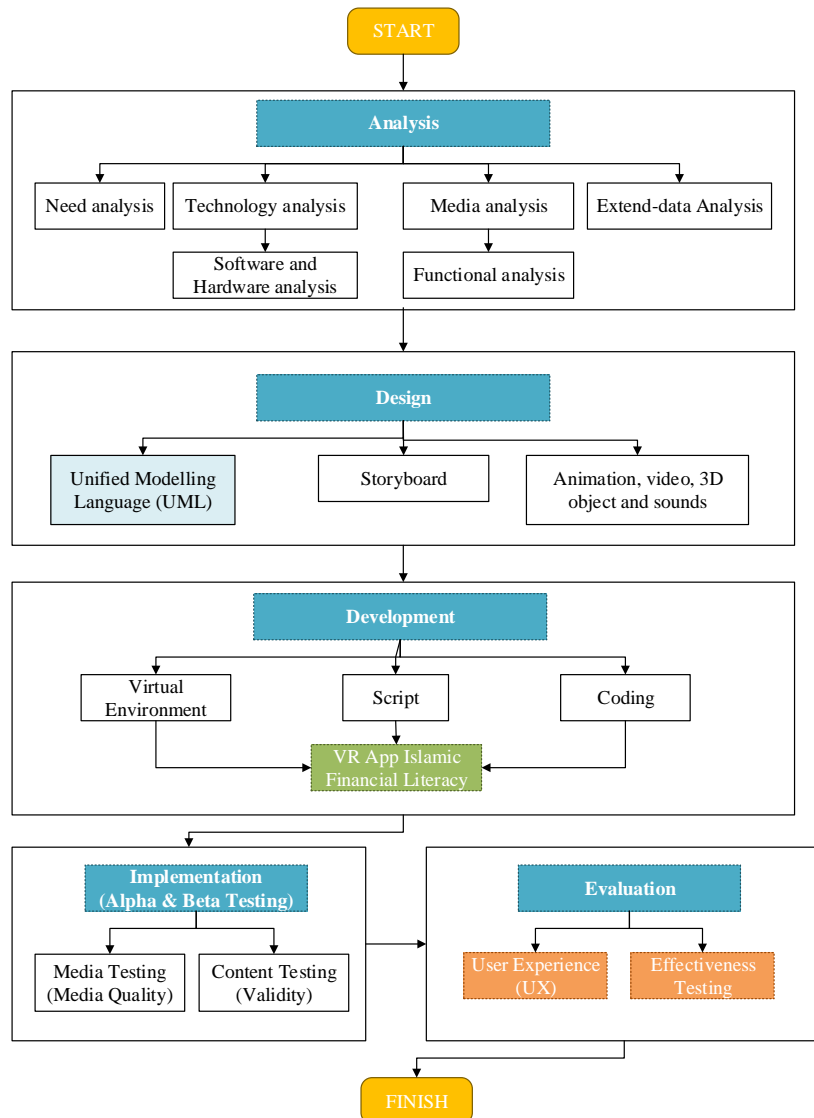 START
Analysis
Need analysis
Technology analysis
Media analysis
Extend-data Analysis
Software and
Hardware analysis
Functional analysis
Design
Unified Modelling
Language (UML)
Storyboard
Animation, video, 3D
object and sounds
Development
Virtual
Environment
Script
Coding
VR App Islamic
Financial Literacy
Implementation
(Alpha & Beta Testing)
Media Testing
(Media Quality)
Content Testing
(Validity)
Evaluation
User Experience
(UX)
Effectiveness
Testing
FINISH